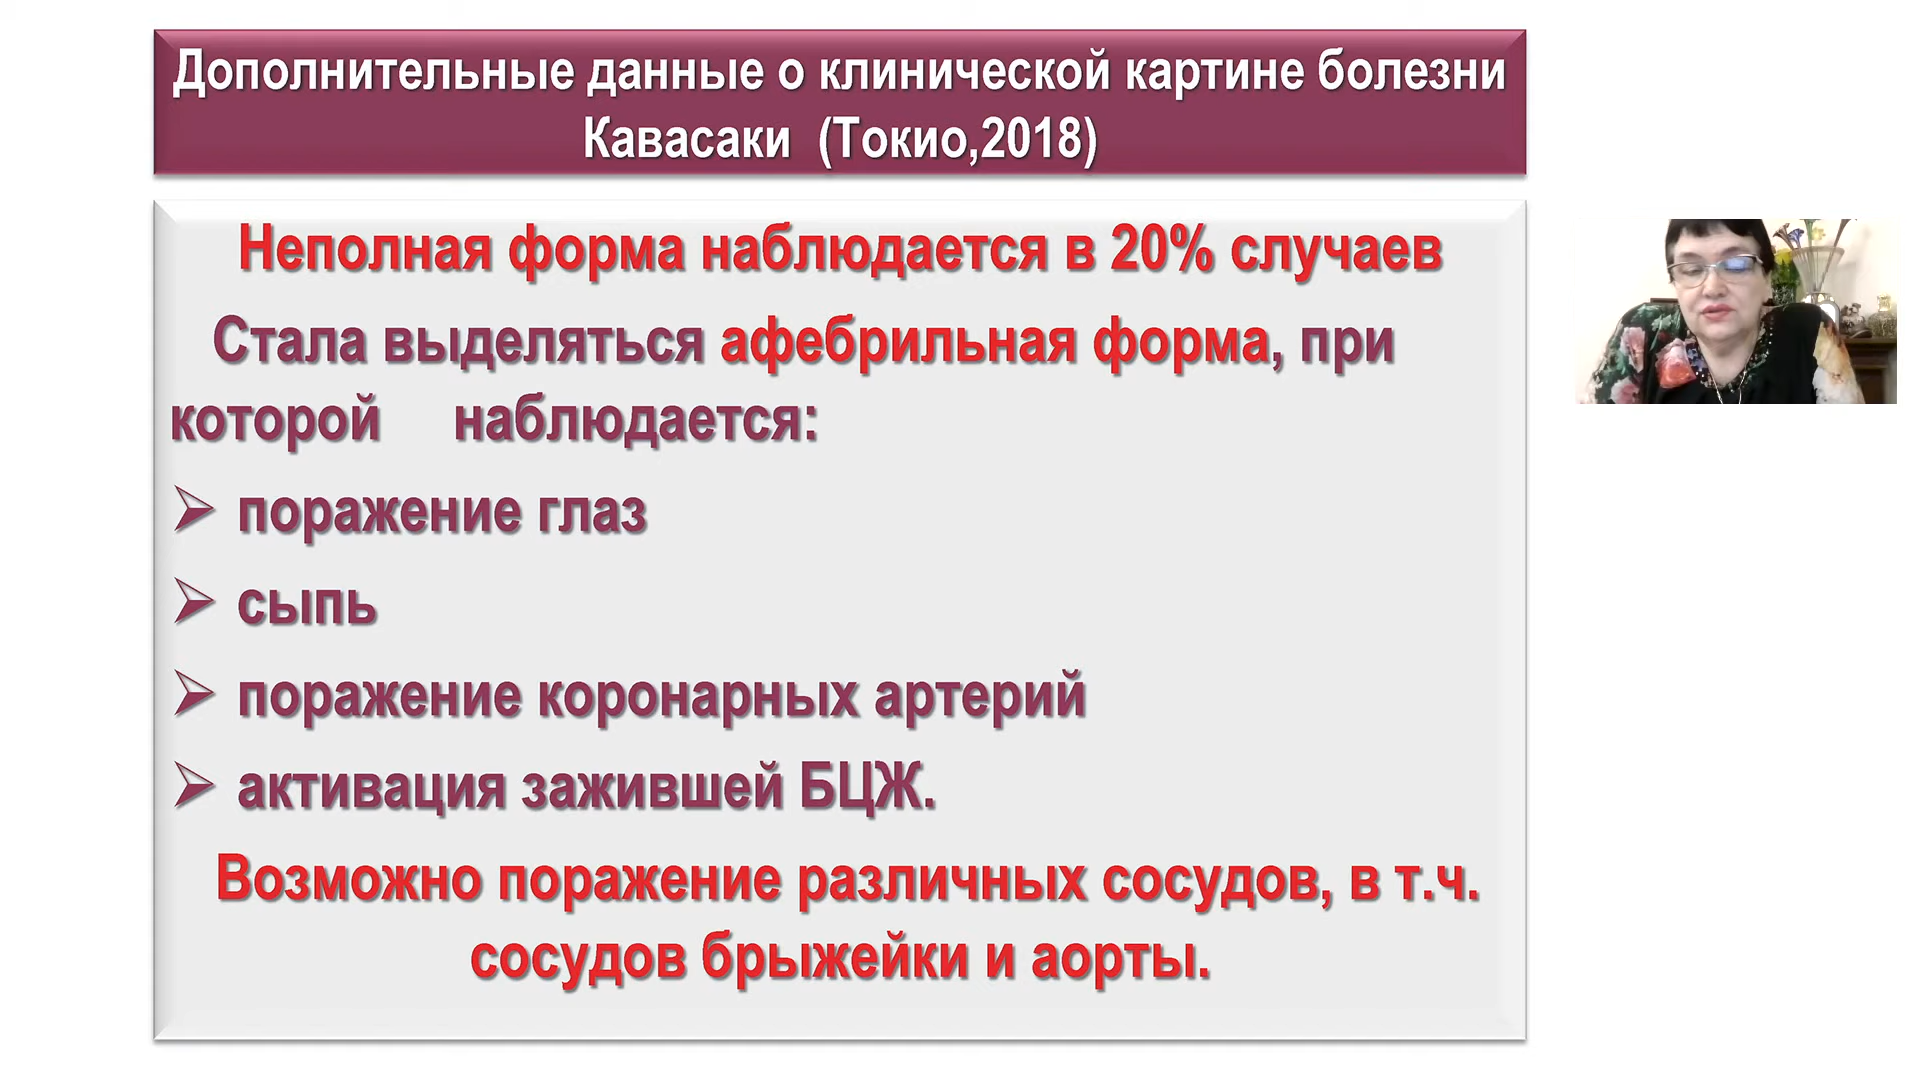 Дополнительные данные о клинической картине болезни
Кавасаки (Токио,2018)
Неполная форма наблюдается в 20% случаев
Стала выделяться афебрильная форма, при
которой наблюдается:
поражение глаз
сыпь
поражение коронарных артерий
активация зажившей БЦЖ.
Возможно поражение различных сосудов, в т.ч.
сосудов брыжейки и аорты.